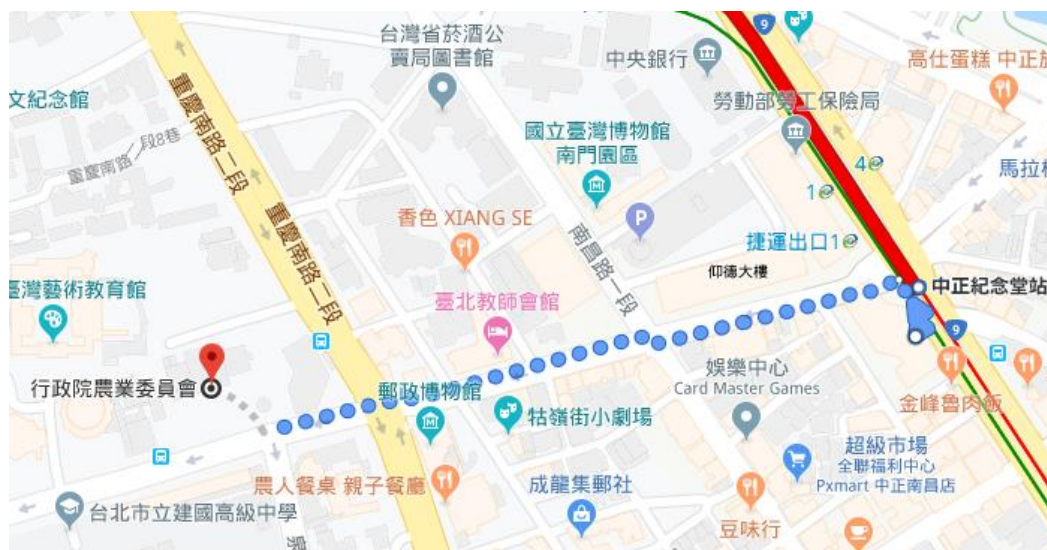 台灣省菸酒公
賣局圖書館
中央銀行
9
高仕蛋糕 中正旅
文紀念館
勞動部勞工保險局
重慶南路二段
國立臺灣博物館
南門園區
重慶南路一段8巷
4
馬拉
1
P
香色 XIANG SE
南昌路一段
捷運出口1
重慶南路二段
仰德大樓
臺灣藝術教育館
中正紀念堂站
臺北教師會館
9
行政院農業委員會
娛樂中心
Card Master Games
郵政博物館
金峰魯肉飯
牯嶺街小劇場
超級市場
全聯福利中心
Pxmart 中正南昌店
農人餐桌 親子餐廳
成龍集郵社
台北市立建國高級中學
豆味行
泉